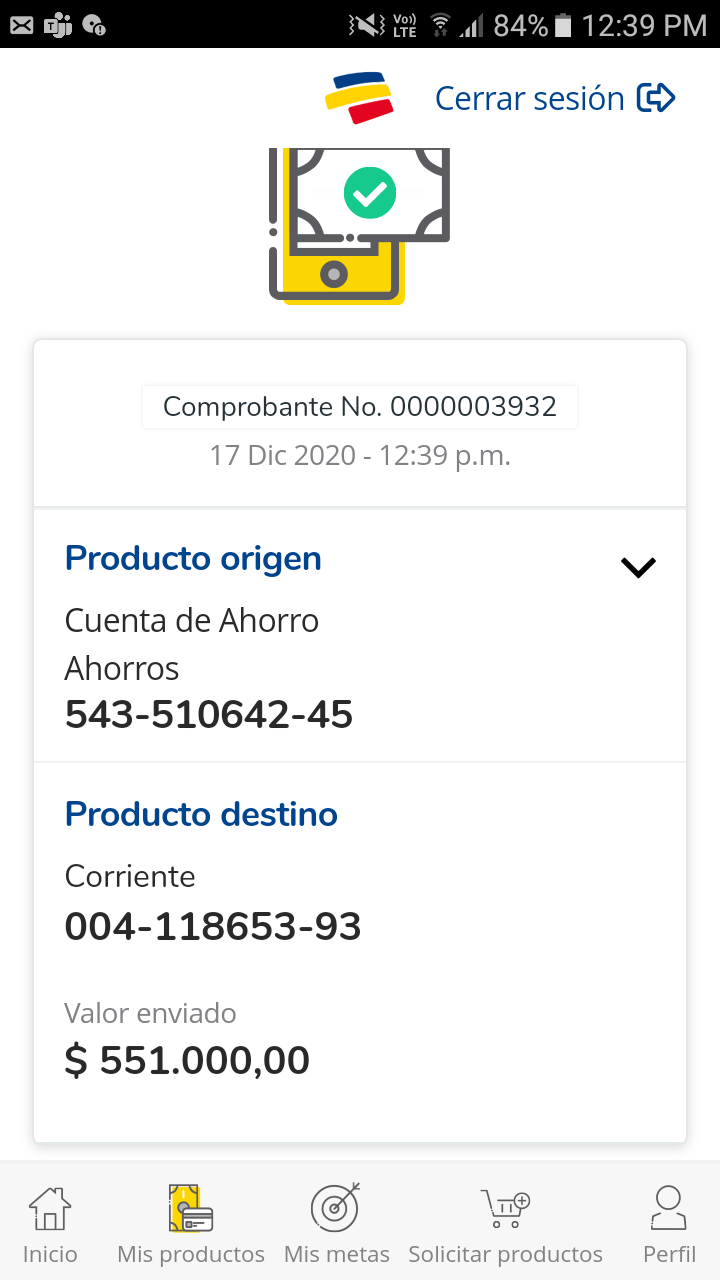 84% 12:39 PM
Vo))
LTE
Cerrar sesión
Comprobante No. 0000003932
17 Dic 2020 - 12:39 p.m.
Producto origen
Cuenta de Ahorro
Ahorros
543-510642-45
Producto destino
Corriente
004-118653-93
Valor enviado
$ 551.000,00
Inicio Mis productos Mis metas Solicitar productos Perfil